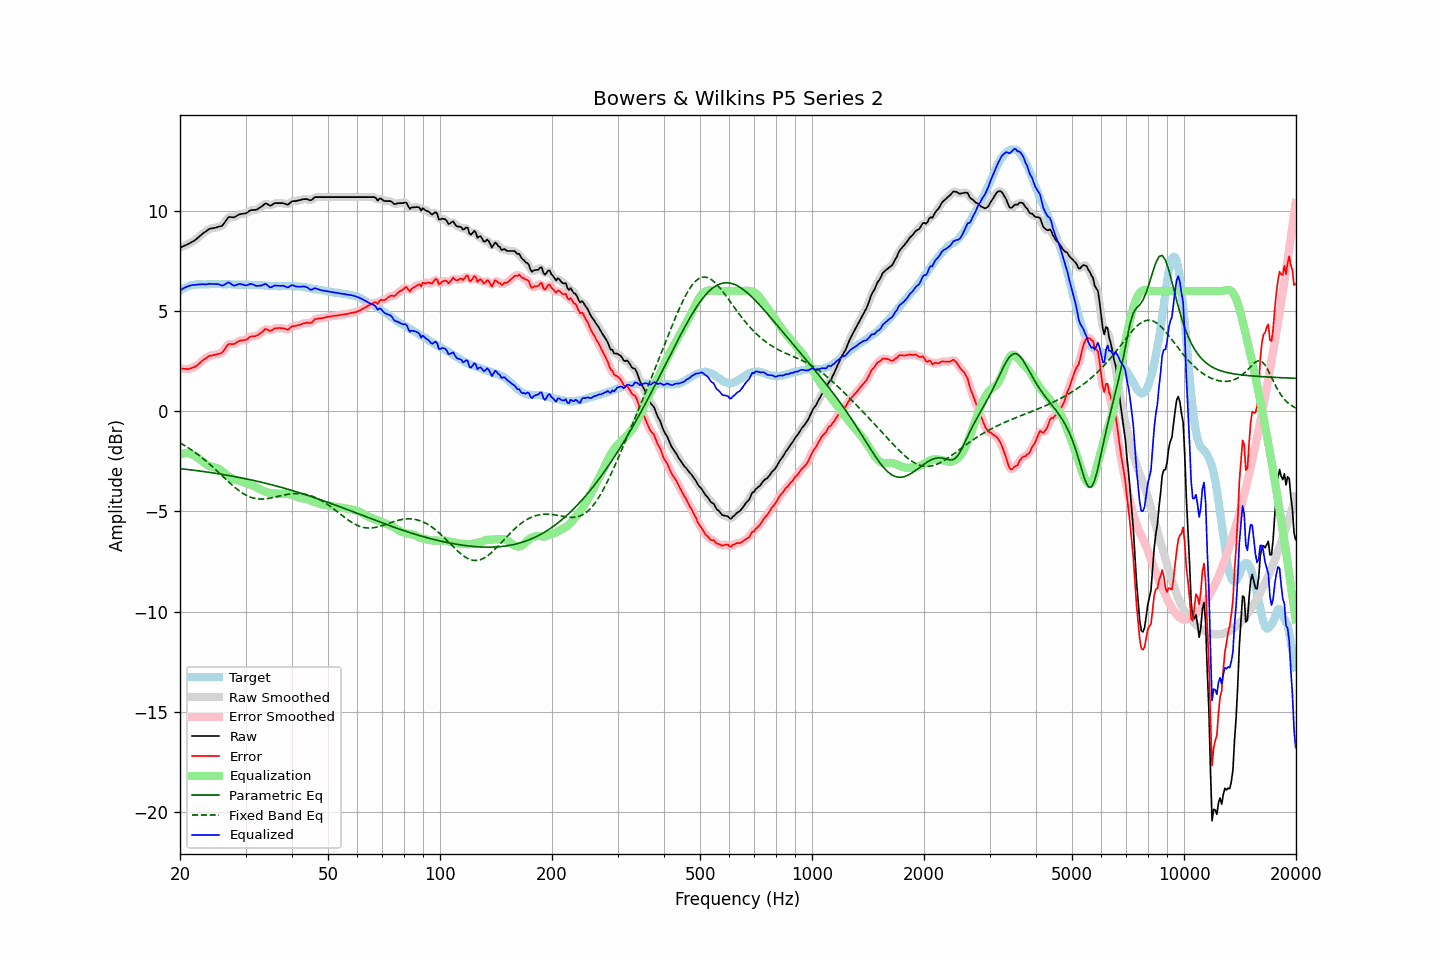 Bowers & Wilkins P5 Series 2
Amplitude (dBr)
10
5
0
−5
−10
−15
−20
Target
Raw Smoothed
Error Smoothed
Raw
Error
Equalization
Parametric Eq
Fixed Band Eq
Equalized
20
50
100
200
500
1000
2000
5000
10000
20000
Frequency (Hz)